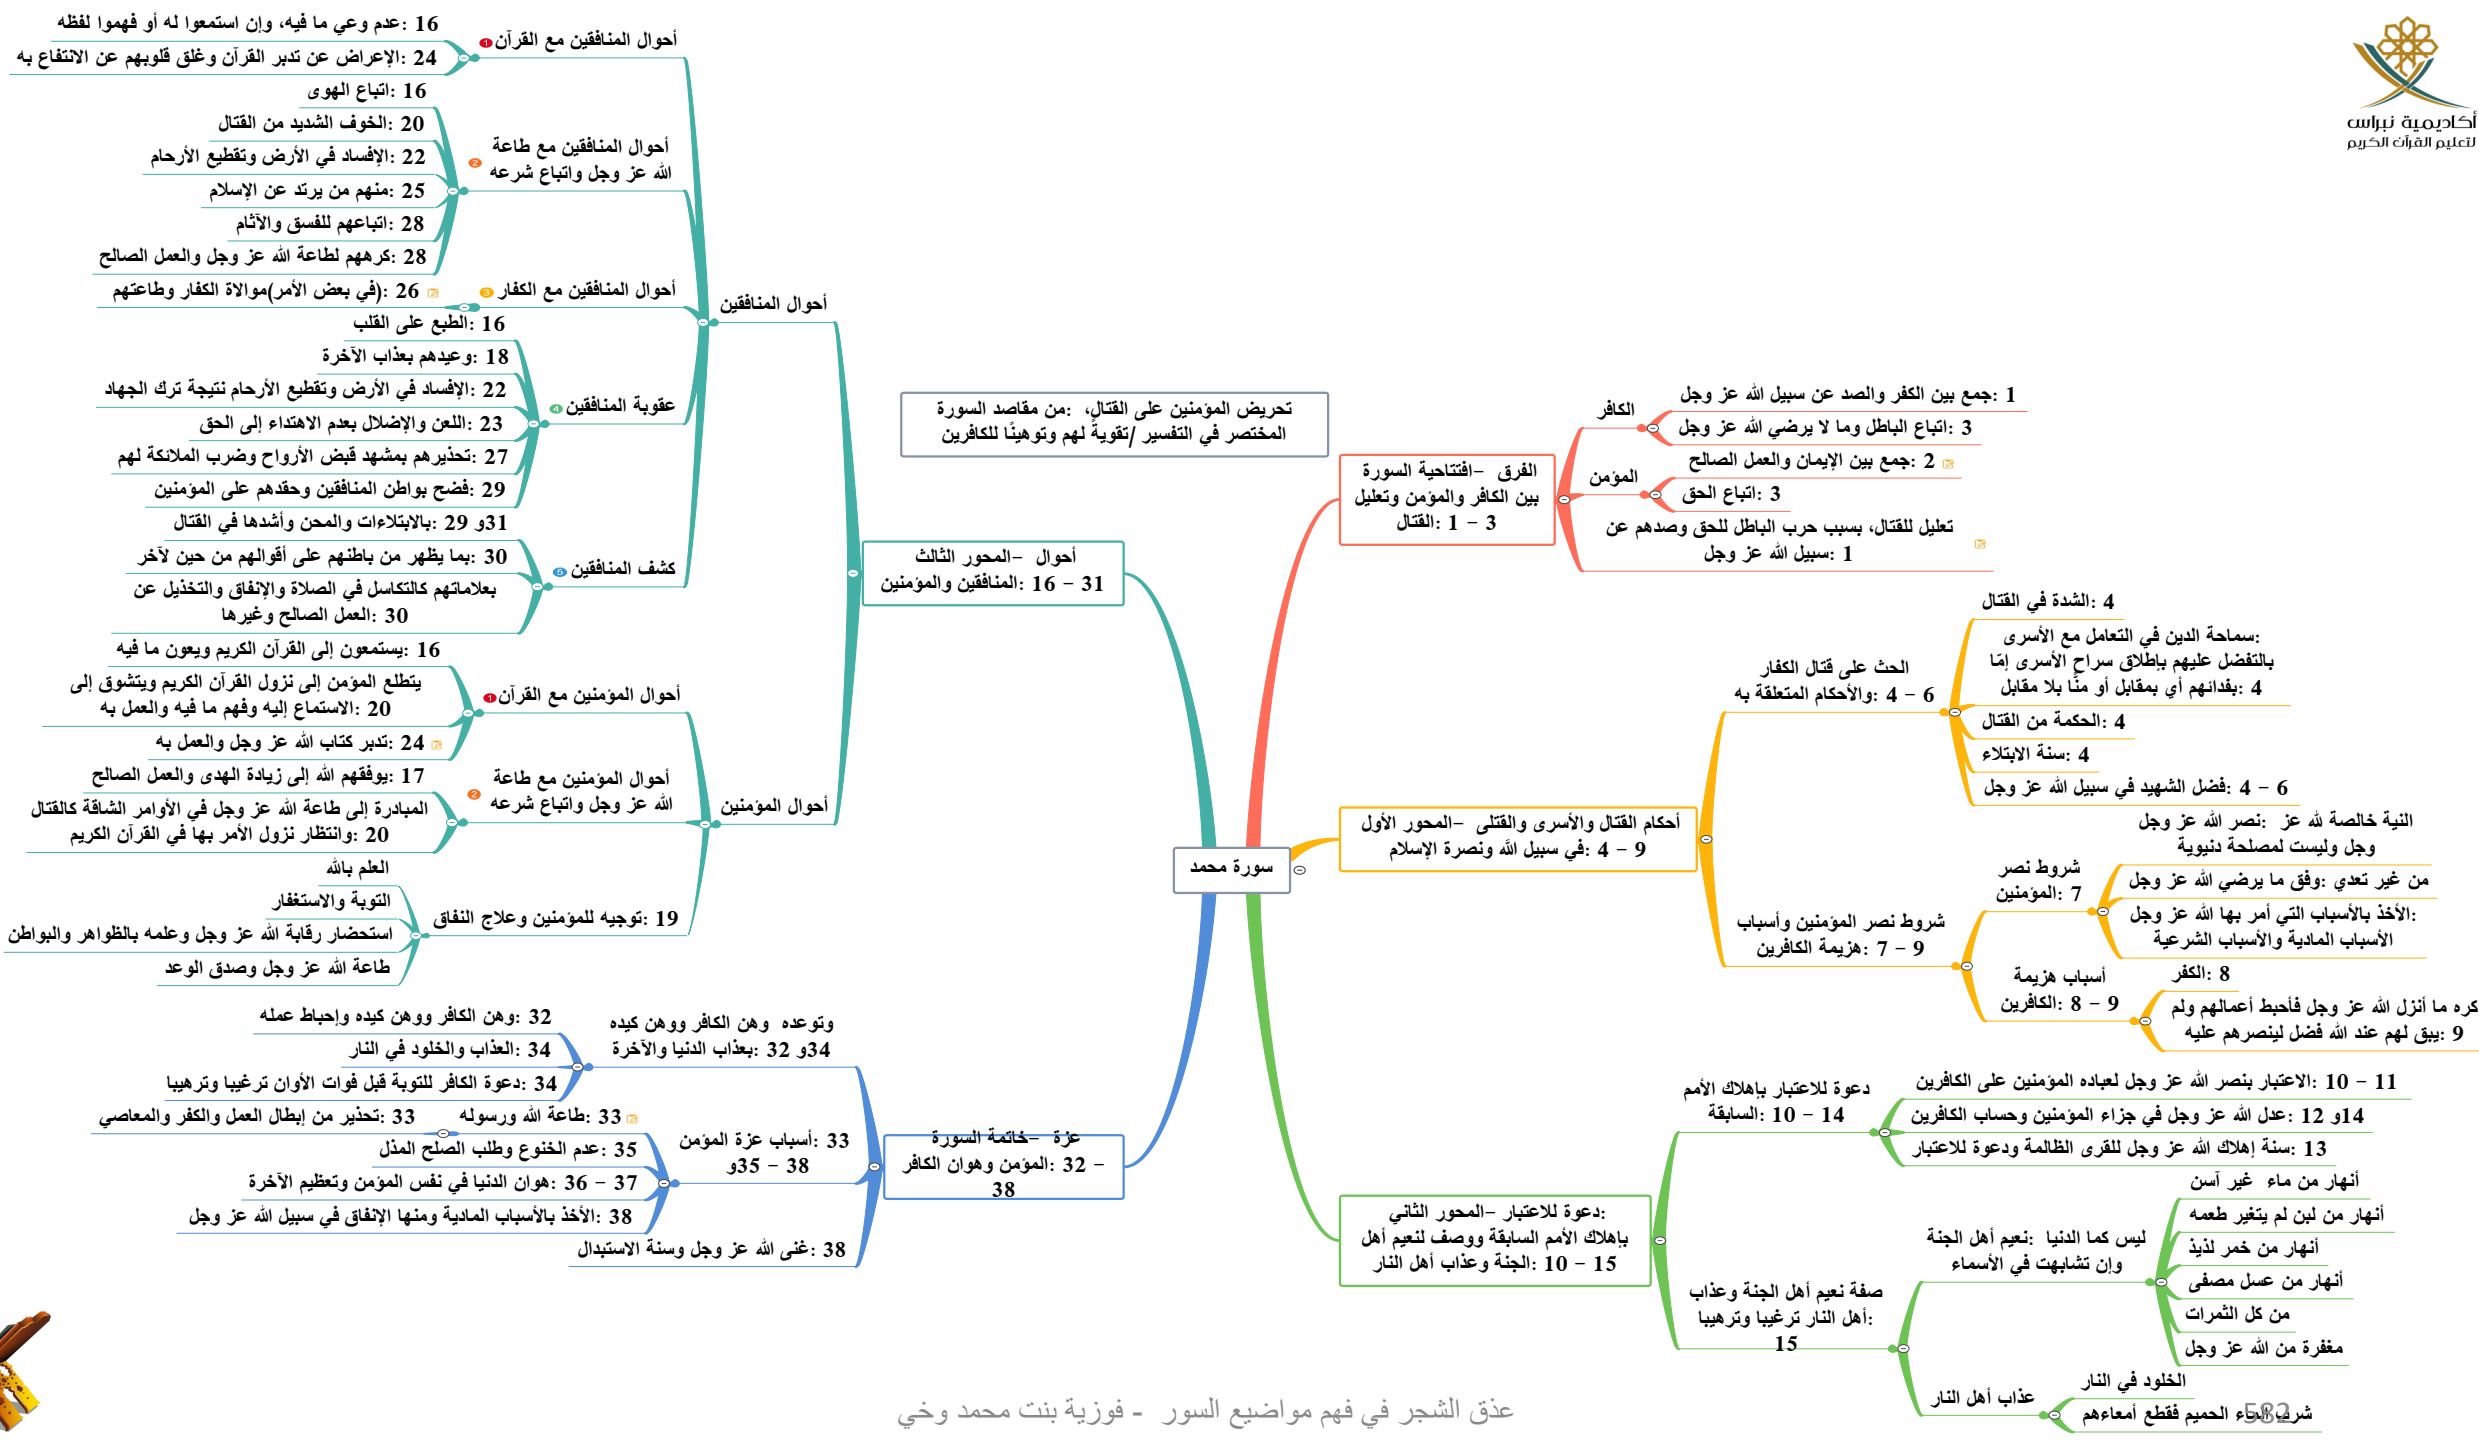 أكاديمية نبراس
لتعليم القرآن الكريم
من مقاصد السورة: تحريض المؤمنين على القتال،
تقويةً لهم وتوهينًا للكافرين/ المختصر في التفسير
سورة محمد
افتتاحية السورة– الفرق
بين الكافر والمؤمن وتعليل
القتال: 1 – 3
الكافر
جمع بين الكفر والصد عن سبيل الله عز وجل: 1
اتباع الباطل وما لا يرضي الله عز وجل: 3
المؤمن
جمع بين الإيمان والعمل الصالح: 2
اتباع الحق: 3
تعليل للقتال، بسبب حرب الباطل للحق وصدهم عن
سبيل الله عز وجل: 1
المحور الأول– أحكام القتال والأسرى والقتلى
في سبيل الله ونصرة الإسلام: 4 – 9
الحث على قتال الكفار
والأحكام المتعلقة به: 4 – 6
الشدة في القتال: 4
سماحة الدين في التعامل مع الأسرى:
بالتفضل عليهم بإطلاق سراح الأسرى إمّا
بفدائهم أي بمقابل أو منًّا بلا مقابل: 4
الحكمة من القتال: 4
سنة الابتلاء: 4
فضل الشهيد في سبيل الله عز وجل: 4 – 6
شروط نصر المؤمنين وأسباب
هزيمة الكافرين: 7 – 9
شروط نصر
المؤمنين: 7
نصر الله عز وجل: النية خالصة لله عز
وجل وليست لمصلحة دنيوية
وفق ما يرضي الله عز وجل: من غير تعدي
الأخذ بالأسباب التي أمر بها الله عز وجل:
الأسباب المادية والأسباب الشرعية
أسباب هزيمة
الكافرين: 8 – 9
الكفر: 8
كره ما أنزل الله عز وجل فأحبط أعمالهم ولم
يبق لهم عند الله فضل لينصرهم عليه: 9
المحور الثاني– دعوة للاعتبار:
بإهلاك الأمم السابقة ووصف لنعيم أهل
الجنة وعذاب أهل النار: 10 – 15
دعوة للاعتبار بإهلاك الأمم
السابقة: 10 – 14
الاعتبار بنصر الله عز وجل لعباده المؤمنين على الكافرين: 10 – 11
عدل الله عز وجل في جزاء المؤمنين وحساب الكافرين: 12 و14
سنة إهلاك الله عز وجل للقرى الظالمة ودعوة للاعتبار: 13
صفة نعيم أهل الجنة وعذاب
أهل النار ترغيبا وترهيبا:
15
نعيم أهل الجنة: ليس كما الدنيا
وإن تشابهت في الأسماء
أنهار من ماء غير آسن
أنهار من لبن لم يتغير طعمه
أنهار من خمر لذيذ
أنهار من عسل مصفى
من كل الثمرات
مغفرة من الله عز وجل
عذاب أهل النار
الخلود في النار
شرب الماء الحميم فقطع أمعاءهم
المحور الثالث– أحوال
المنافقين والمؤمنين: 16 – 31
أحوال المنافقين
أحوال المنافقين مع القرآن 1
عدم وعي ما فيه، وإن استمعوا له أو فهموا لفظه: 16
الإعراض عن تدبر القرآن وغلق قلوبهم عن الانتفاع به: 24
أحوال المنافقين مع طاعة
الله عز وجل واتباع شرعه 2
اتباع الهوى: 16
الخوف الشديد من القتال: 20
الإفساد في الأرض وتقطيع الأرحام: 22
منهم من يرتد عن الإسلام: 25
اتباعهم للفسق والآثام: 28
كرههم لطاعة الله عز وجل والعمل الصالح: 28
أحوال المنافقين مع الكفار 3
موالاة الكفار وطاعتهم(في بعض الأمر): 26
عقوبة المنافقين 4
الطبع على القلب: 16
وعيدهم بعذاب الآخرة: 18
الإفساد في الأرض وتقطيع الأرحام نتيجة ترك الجهاد: 22
اللعن والإضلال بعدم الاهتداء إلى الحق: 23
تحذيرهم بمشهد قبض الأرواح وضرب الملائكة لهم: 27
فضح بواطن المنافقين وحقدهم على المؤمنين: 29
كشف المنافقين 5
بالابتلاءات والمحن وأشدها في القتال: 29 و31
بما يظهر من باطنهم على أقوالهم من حين لآخر: 30
بعلاماتهم كالتكاسل في الصلاة والإنفاق والتخذيل عن
العمل الصالح وغيرها: 30
أحوال المؤمنين
أحوال المؤمنين مع القرآن 1
يستمعون إلى القرآن الكريم ويعون ما فيه: 16
يتطلع المؤمن إلى نزول القرآن الكريم ويتشوق إلى
الاستماع إليه وفهم ما فيه والعمل به: 20
تدبر كتاب الله عز وجل والعمل به: 24
أحوال المؤمنين مع طاعة
الله عز وجل واتباع شرعه 2
يوفقهم الله إلى زيادة الهدى والعمل الصالح: 17
المبادرة إلى طاعة الله عز وجل في الأوامر الشاقة كالقتال
وانتظار نزول الأمر بها في القرآن الكريم: 20
توجيه للمؤمنين وعلاج النفاق: 19
العلم بالله
التوبة والاستغفار
استحضار رقابة الله عز وجل وعلمه بالظواهر والبواطن
طاعة الله عز وجل وصدق الوعد
خاتمة السورة– عزة
المؤمن وهوان الكافر: 32 –
38
وهن الكافر ووهن كيده وتوعده
بعذاب الدنيا والآخرة: 32 و34
وهن الكافر ووهن كيده وإحباط عمله: 32
العذاب والخلود في النار: 34
دعوة الكافر للتوبة قبل فوات الأوان ترغيبا وترهيبا: 34
أسباب عزة المؤمن: 33
و35 – 38
طاعة الله ورسوله: 33
تحذير من إبطال العمل والكفر والمعاصي: 33
عدم الخنوع وطلب الصلح المذل: 35
هوان الدنيا في نفس المؤمن وتعظيم الآخرة: 36 – 37
الأخذ بالأسباب المادية ومنها الإنفاق في سبيل الله عز وجل: 38
غنى الله عز وجل وسنة الاستبدال: 38
عذق الشجر في فهم مواضيع السور - فوزية بنت محمد وخي
582